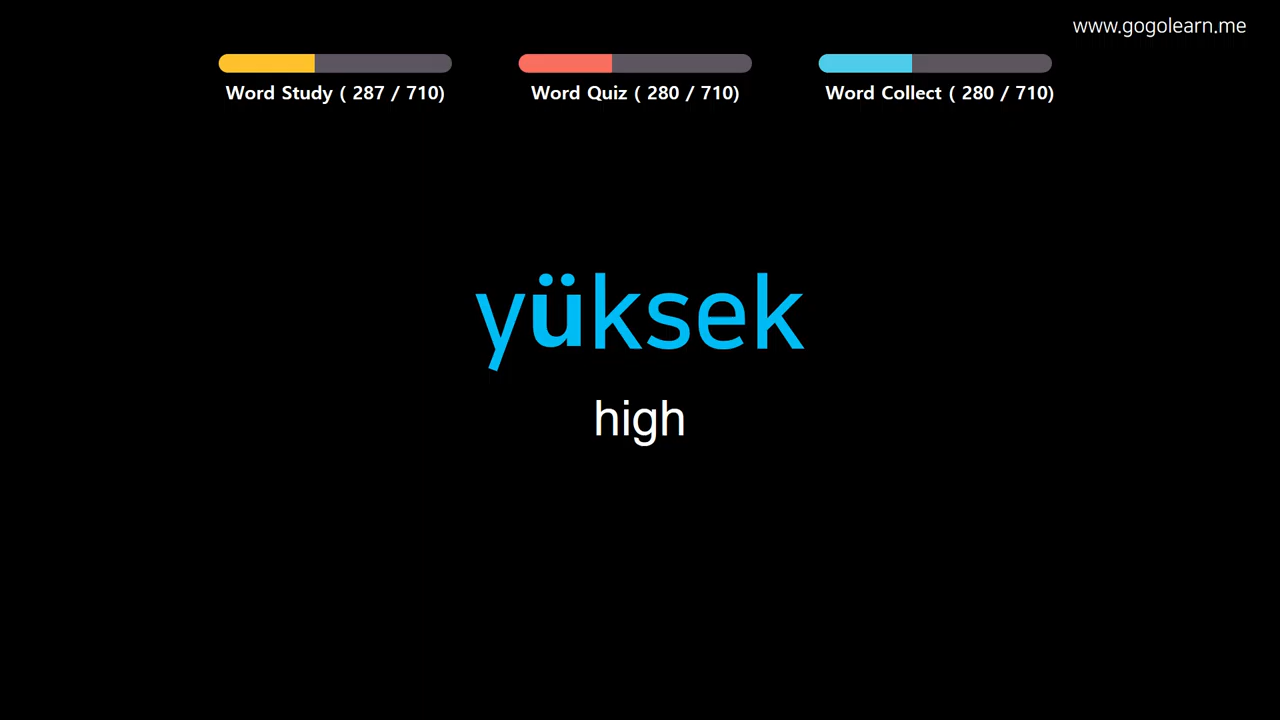 www.gogolearn.me
Word Study ( 287 / 710)
Word Quiz ( 280 / 710)
Word Collect ( 280 / 710)
yüksek
high